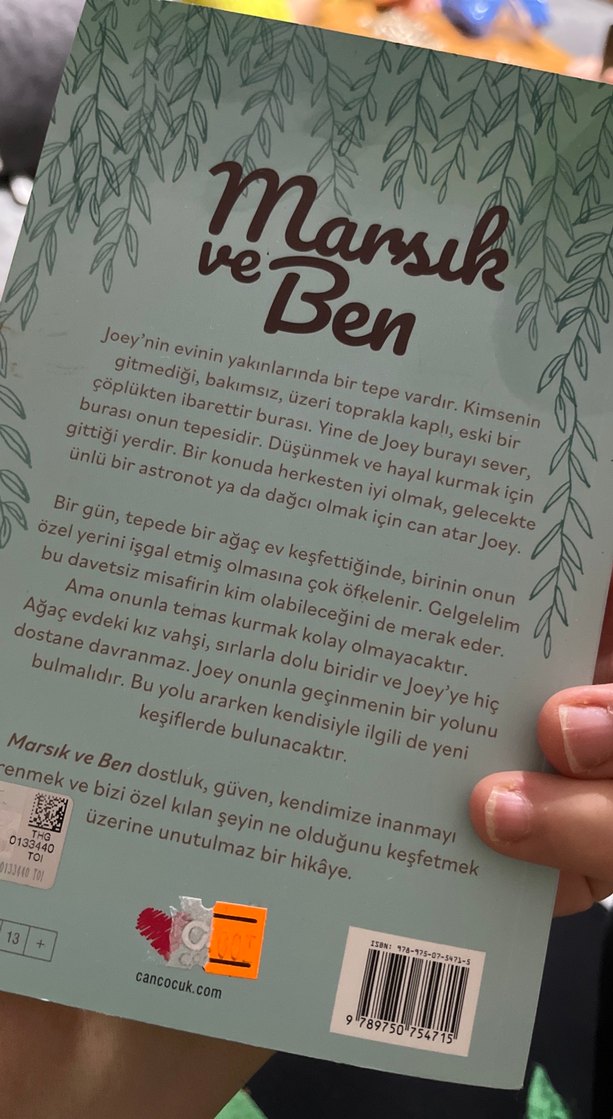 Marsık
ve Ben
Joey'nin evinin yakınlarında bir tepe vardır. Kimsenin
gitmediği, bakımsız, üzeri toprakla kaplı, eski bir
çöplükten ibarettir burası. Yine de Joey burayı sever,
burası onun tepesidir. Düşünmek ve hayal kurmak için
gittiği yerdir. Bir konuda herkesten iyi olmak, gelecekte
ünlü bir astronot ya da dağcı olmak için can atar Joey.
Bir gün, tepede bir ağaç ev keşfettiğinde, birinin onun
özel yerini işgal etmiş olmasına çok öfkelenir. Gelgelelim
bu davetsiz misafirin kim olabileceğini de merak eder.
Ama onunla temas kurmak kolay olmayacaktır.
Ağaç evdeki kız vahşi, sırlarla dolu biridir ve Joey'ye hiç
dostane davranmaz. Joey onunla geçinmenin bir yolunu
bulmalıdır. Bu yolu ararken kendisiyle ilgili de yeni
keşiflerde bulunacaktır.
Marsık ve Ben dostluk, güven, kendimize inanmayı
renmek ve bizi özel kılan şeyin ne olduğunu keşfetmek
üzerine unutulmaz bir hikâye.
THG
0133440
TOI
0133440 TOI
13 +
cancocuk.com
ISBN: 978-975-07-5471-5
9 789750 754715